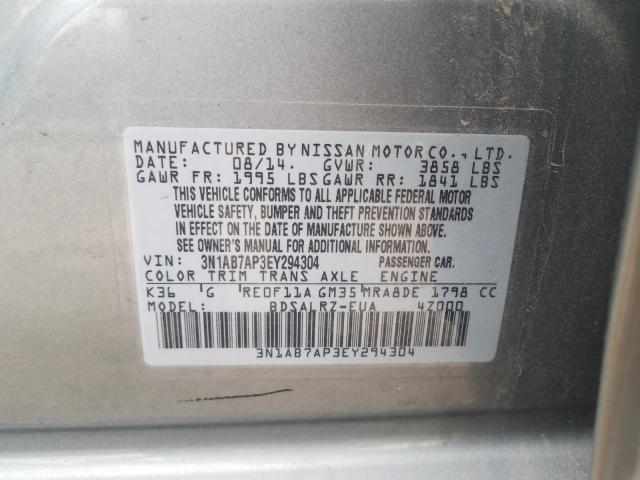 MANUFACTURED BY NISSAN MOTOR CO., LTD.
DATE: 08/14. GVWR: 3858 LBS
GAWR FR: 1995 LBS GAWR RR: 1841 LBS
THIS VEHICLE CONFORMS TO ALL APPLICABLE FEDERAL MOTOR
VEHICLE SAFETY, BUMPER AND THEFT PREVENTION STANDARDS
IN EFFECT ON THE DATE OF MANUFACTURE SHOWN ABOVE.
SEE OWNER'S MANUAL FOR ADDITIONAL INFORMATION.
VIN: 3N1AB7AP3EY294304 PASSENGER CAR.
COLOR TRIM TRANS AXLE ENGINE
K36 G RE0F11A GM35 MRA8DE 1798 CC
MODEL: BDSALRZ-EUA 4Z000
3N1AB7AP3EY294304